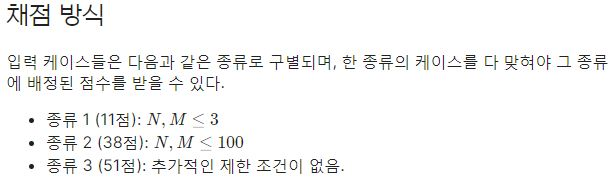 채점 방식
입력 케이스들은 다음과 같은 종류로 구별되며, 한 종류의 케이스를 다 맞혀야 그 종류
에 배정된 점수를 받을 수 있다.
• 종류 1 (11점): N, M ≤ 3
• 종류 2 (38점): N, M ≤ 100
• 종류 3 (51점): 추가적인 제한 조건이 없음.